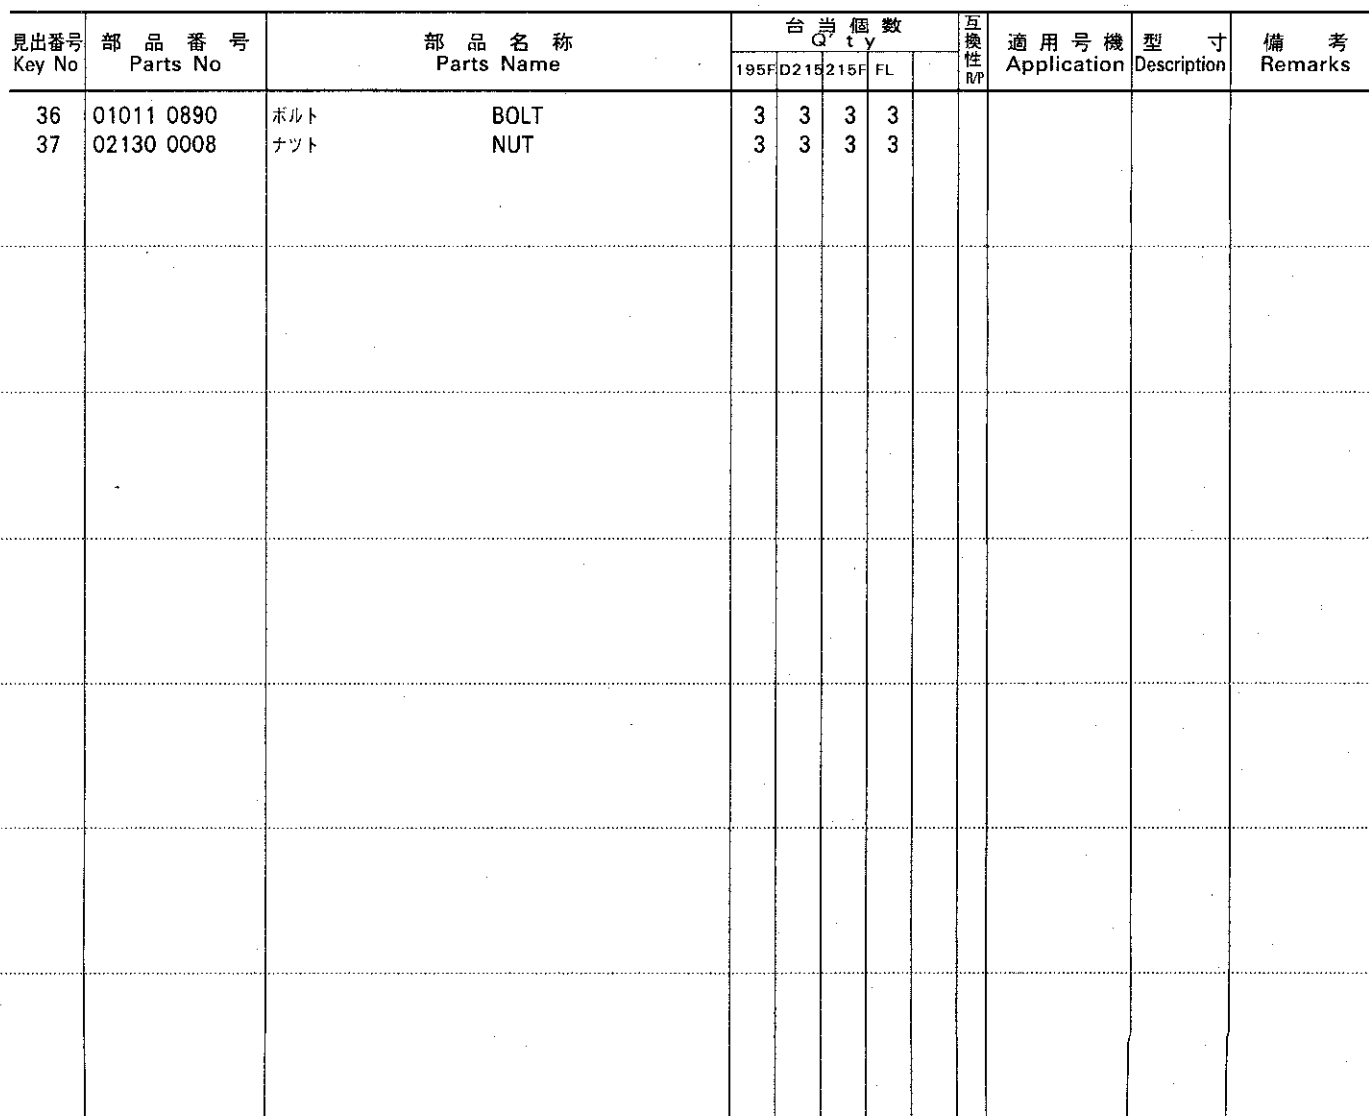 見出番号 部品番号 部品名称 台当個数 互換性 適用号機 型寸 備考
Key No Parts No Parts Name Q'ty R/P Application Description Remarks
195F D215 215F FL
36 01011 0890 ボルト BOLT 3 3 3 3
37 02130 0008 ナツト NUT 3 3 3 3